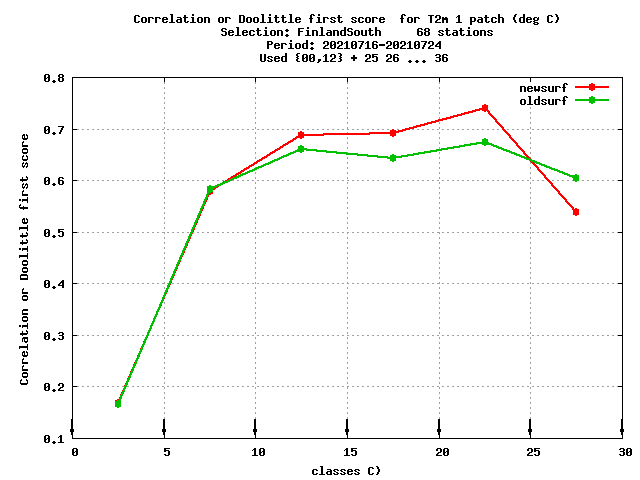 Correlation or Doolittle first score  for T2m 1 patch (deg C)
Selection: FinlandSouth     68 stations
Period: 20210716-20210724
Used {00,12} + 25 26 ... 36
newsurf
oldsurf
Correlation or Doolittle first score
0.8
0.7
0.6
0.5
0.4
0.3
0.2
0.1
0 5 10 15 20 25 30
classes C)